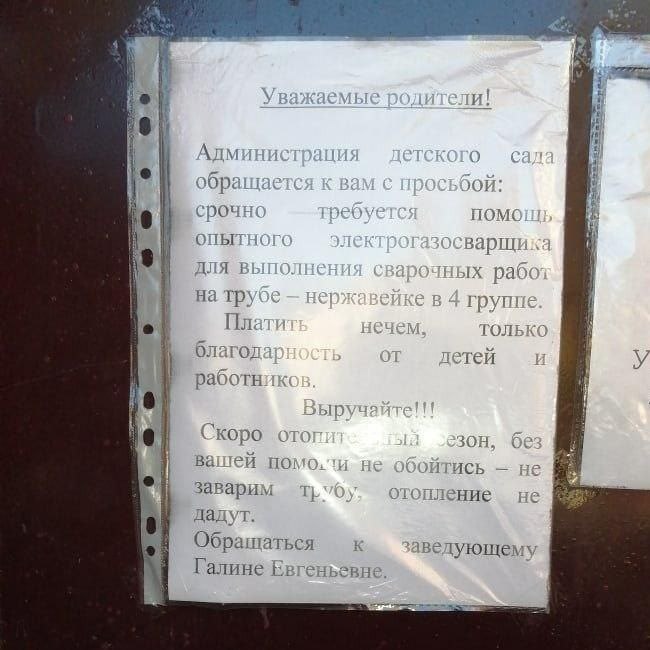 Уважаемые родители!
Администрация детского сада
обращается к вам с просьбой:
срочно требуется помощь
опытного электрогазосварщика
для выполнения сварочных работ
на трубе – нержавейке в 4 группе.
Платить нечем, только
благодарность от детей и
работников.
Выручайте!!!
Скоро отопительный сезон, без
вашей помощи не обойтись – не
заварим трубу, отопление не
дадут.
Обращаться к заведующему
Галине Евгеньевне.
У